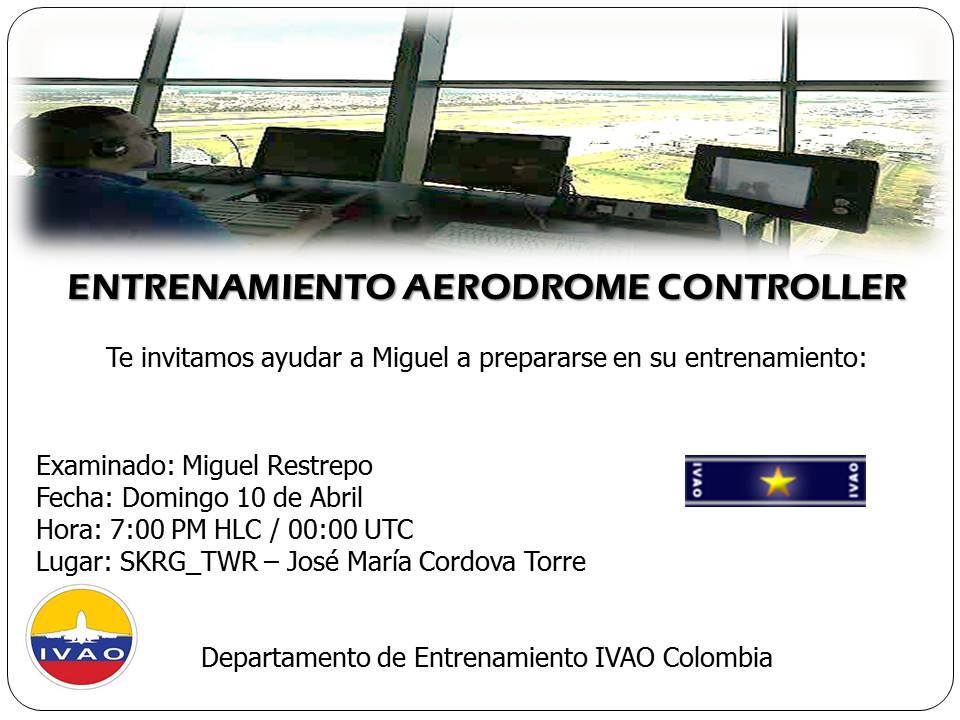 ENTRENAMIENTO AERODROME CONTROLLER
Te invitamos ayudar a Miguel a prepararse en su entrenamiento:
Examinado: Miguel Restrepo
Fecha: Domingo 10 de Abril
Hora: 7:00 PM HLC / 00:00 UTC
Lugar: SKRG_TWR – José María Cordova Torre
IVAO
IVAO
IVAO
Departamento de Entrenamiento IVAO Colombia